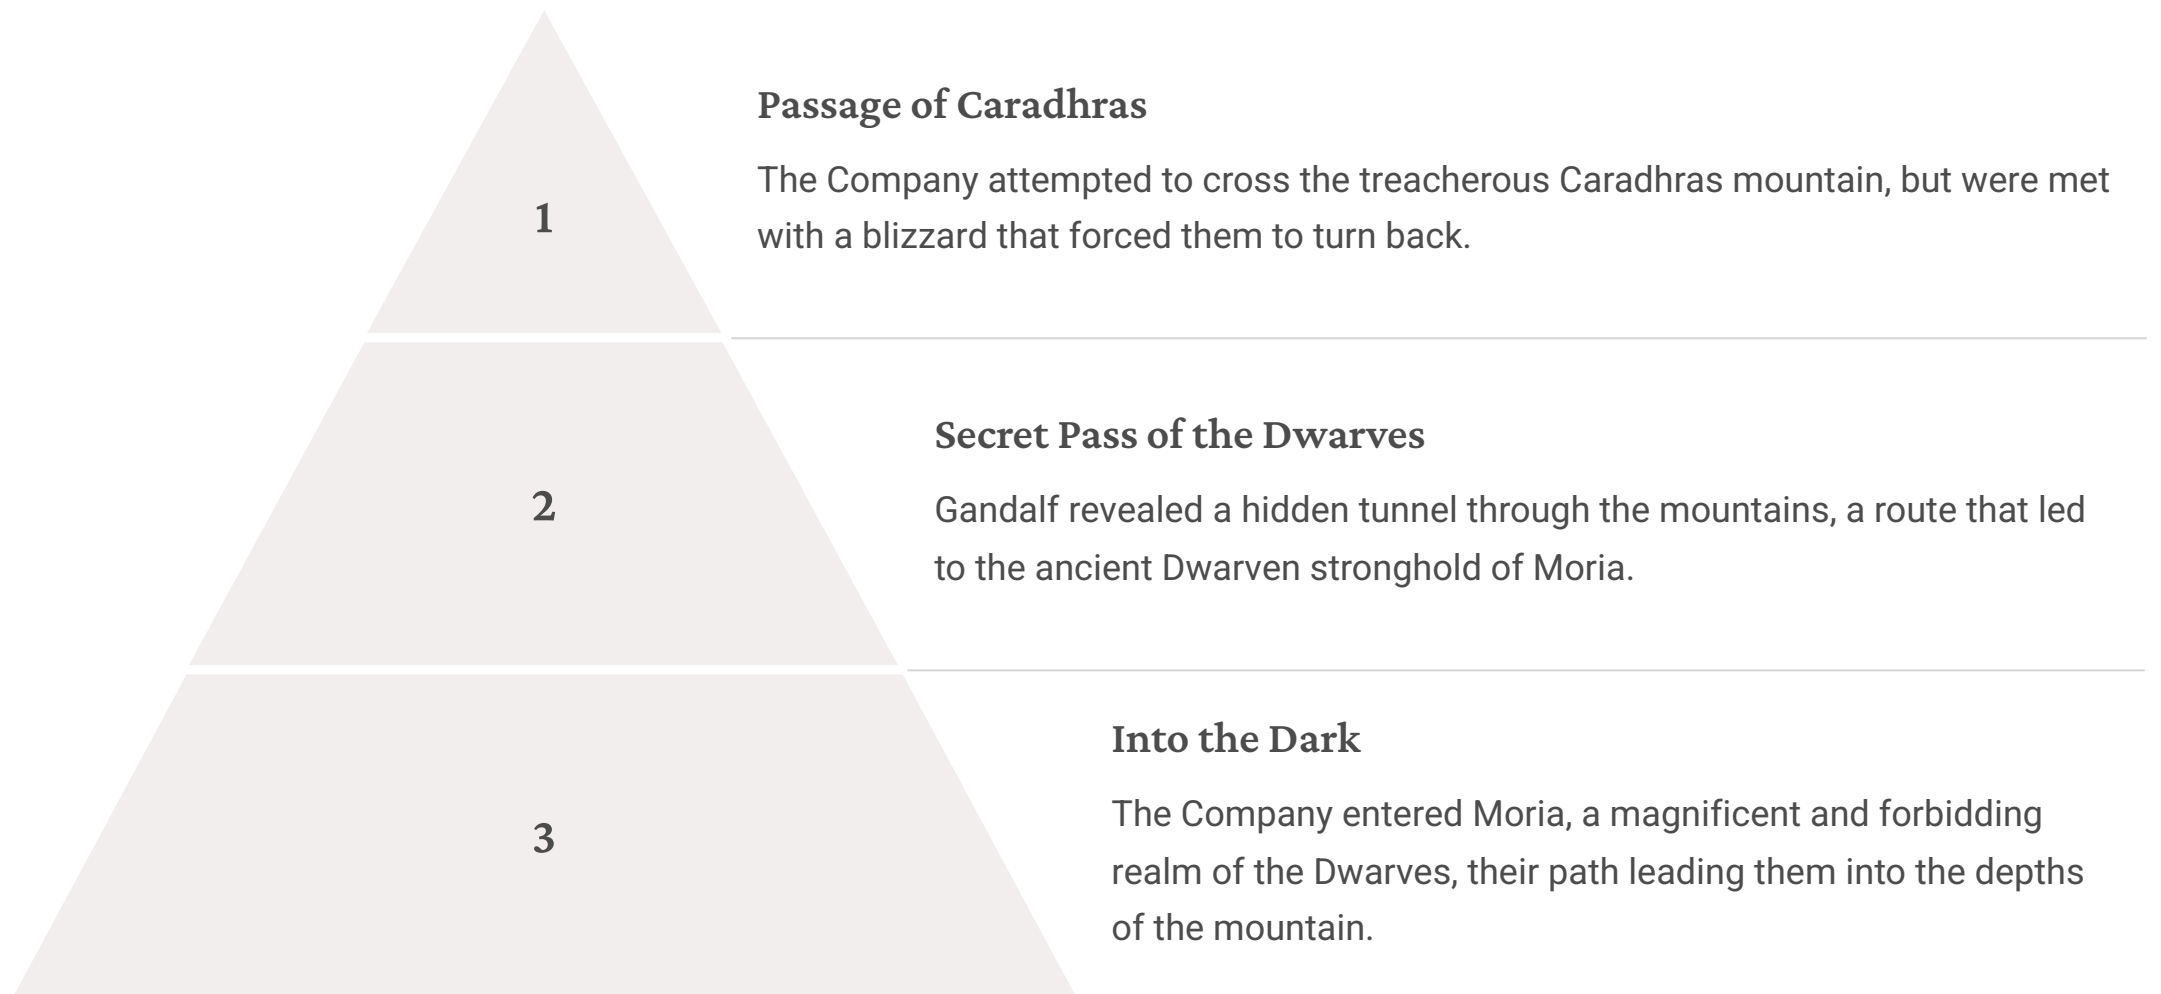 1
Passage of Caradhras
The Company attempted to cross the treacherous Caradhras mountain, but were met
with a blizzard that forced them to turn back.
2
Secret Pass of the Dwarves
Gandalf revealed a hidden tunnel through the mountains, a route that led
to the ancient Dwarven stronghold of Moria.
3
Into the Dark
The Company entered Moria, a magnificent and forbidding
realm of the Dwarves, their path leading them into the depths
of the mountain.